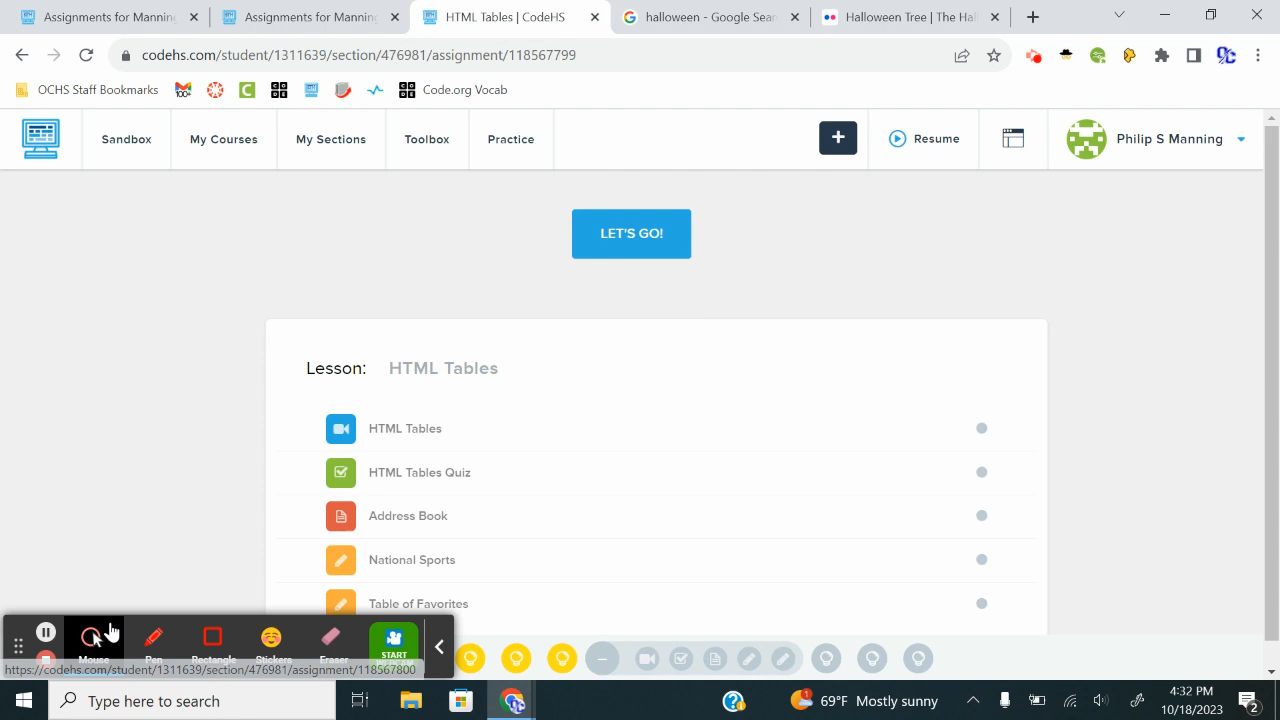 Assignments for Manning
Assignments for Manning
HTML Tables | CodeHS
halloween - Google Sear
Halloween Tree | The Hal
codehs.com/student/1311639/section/476981/assignment/118567799
OCHS Staff Bookmarks
Code.org Vocab
Sandbox
My Courses
My Sections
Toolbox
Practice
+
Resume
Philip S Manning
LET'S GO!
Lesson: HTML Tables
HTML Tables
HTML Tables Quiz
Address Book
National Sports
Table of Favorites
Mouse
Pen
Rectangle
Stickers
Eraser
START
https://codehs.com/student/1311639/section/476981/assignment/118567800
Type here to search
1
69°F Mostly sunny
4:32 PM
10/18/2023
2